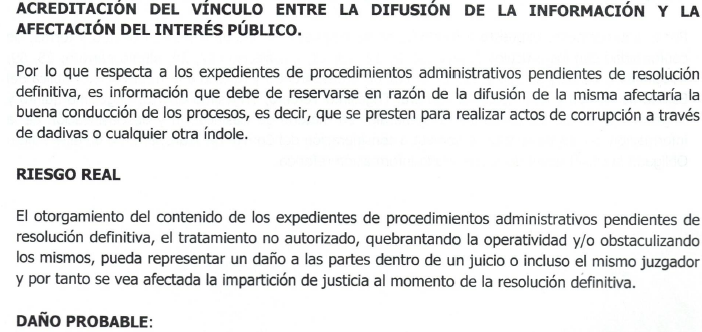 ACREDITACIÓN DEL VÍNCULO ENTRE LA DIFUSIÓN DE LA INFORMACIÓN Y LA
AFECTACIÓN DEL INTERÉS PÚBLICO.
Por lo que respecta a los expedientes de procedimientos administrativos pendientes de resolución
definitiva, es información que debe de reservarse en razón de la difusión de la misma afectaría la
buena conducción de los procesos, es decir, que se presten para realizar actos de corrupción a través
de dadivas o cualquier otra índole.
RIESGO REAL
El otorgamiento del contenido de los expedientes de procedimientos administrativos pendientes de
resolución definitiva, el tratamiento no autorizado, quebrantando la operatividad y/o obstaculizando
los mismos, pueda representar un daño a las partes dentro de un juicio o incluso el mismo juzgador
y por tanto se vea afectada la impartición de justicia al momento de la resolución definitiva.
DAÑO PROBABLE: